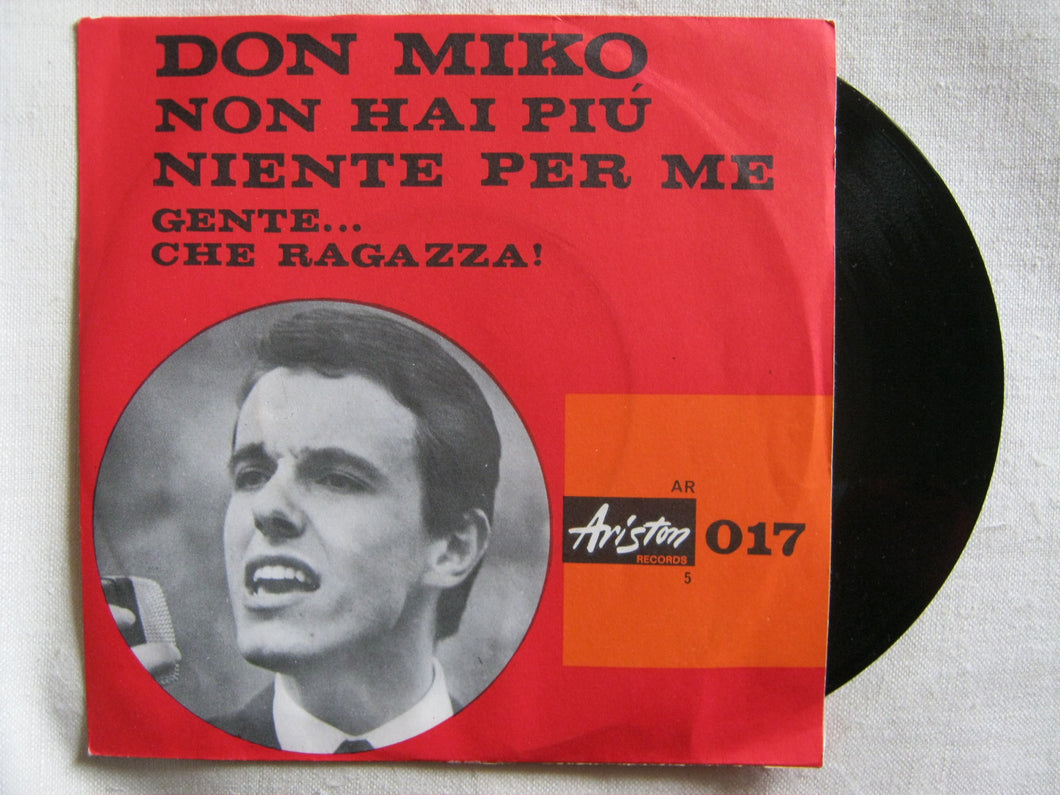 DON MIKO
NON HAI PIÚ
NIENTE PER ME
GENTE...
CHE RAGAZZA!
AR
Ariston 017
RECORDS
5